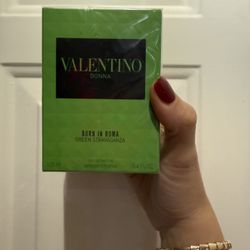 VALENTINO
DONNA
BORN IN ROMA
GREEN STRAVAGANZA